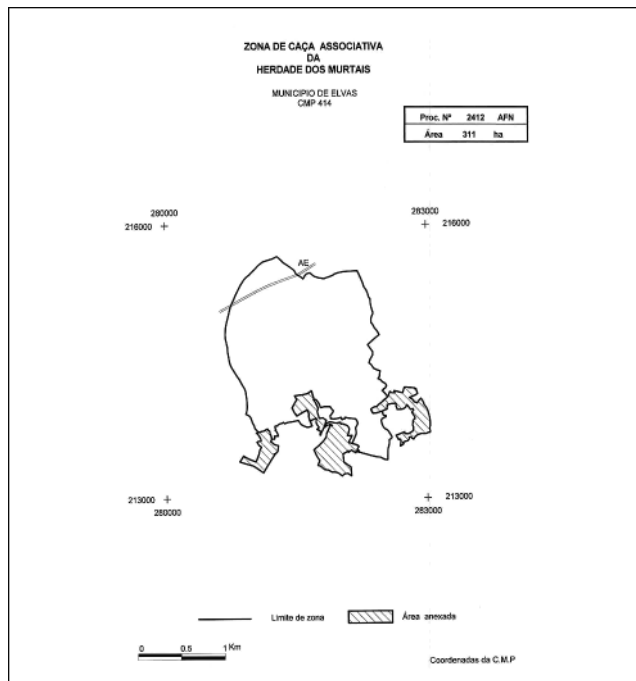 ZONA DE CAÇA ASSOCIATIVA
DA
HERDADE DOS MURTAIS
MUNICIPIO DE ELVAS
CMP 414
Proc. Nº 2412 AFN
Área 311 ha
280000
216000
283000
216000
AE
213000
280000
213000
283000
Limite de zona
Área anexada
0 0.5 1 Km
Coordenadas da C.M.P